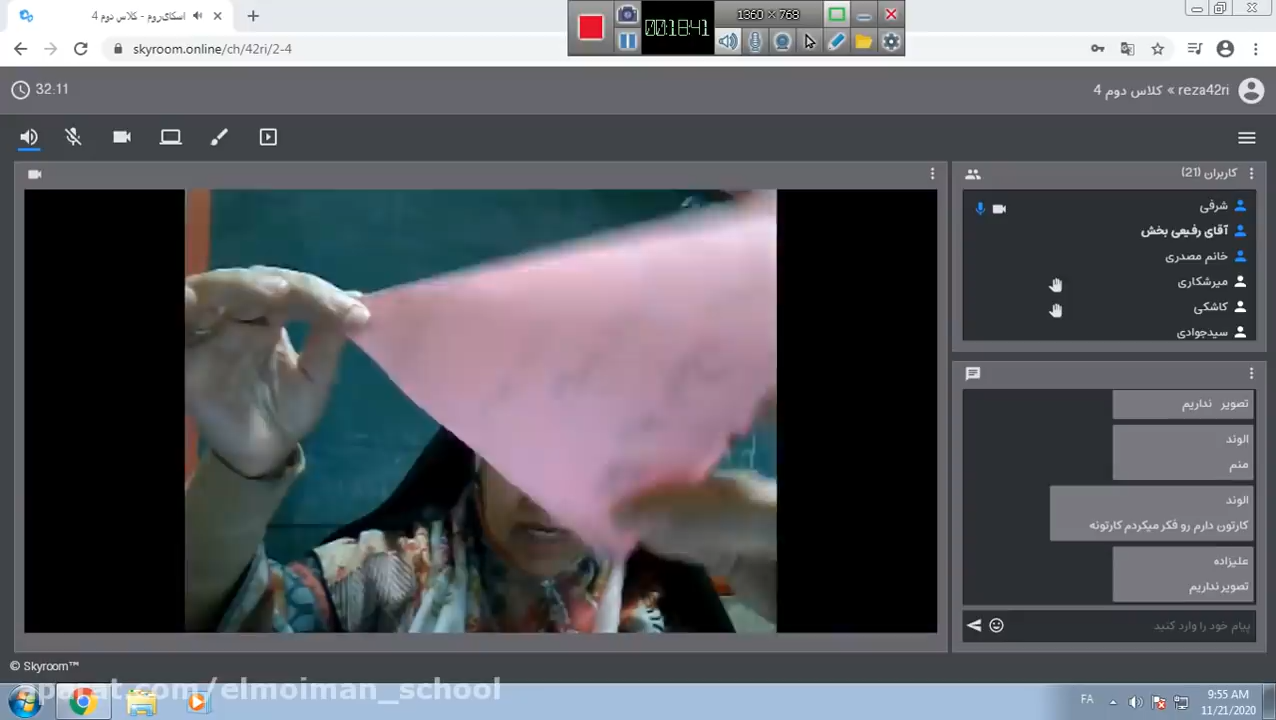 اسکای‌روم - کلاس دوم 4
00:18:41
1360 × 768
skyroom.online/ch/42ri/2-4
32:11
reza42ri » کلاس دوم 4
کاربران (21)
شرفی
آقای رفیعی بخش
خانم مصدری
میرشکاری
کاشکی
سیدجوادی
تصویر نداریم
الوند
منم
الوند
کارتون دارم رو فکر میکردم کارتونه
علیزاده
تصویر نداریم
پیام خود را وارد کنید
© Skyroom™
aparat.com/elmoiman_school
FA
9:55 AM
11/21/2020